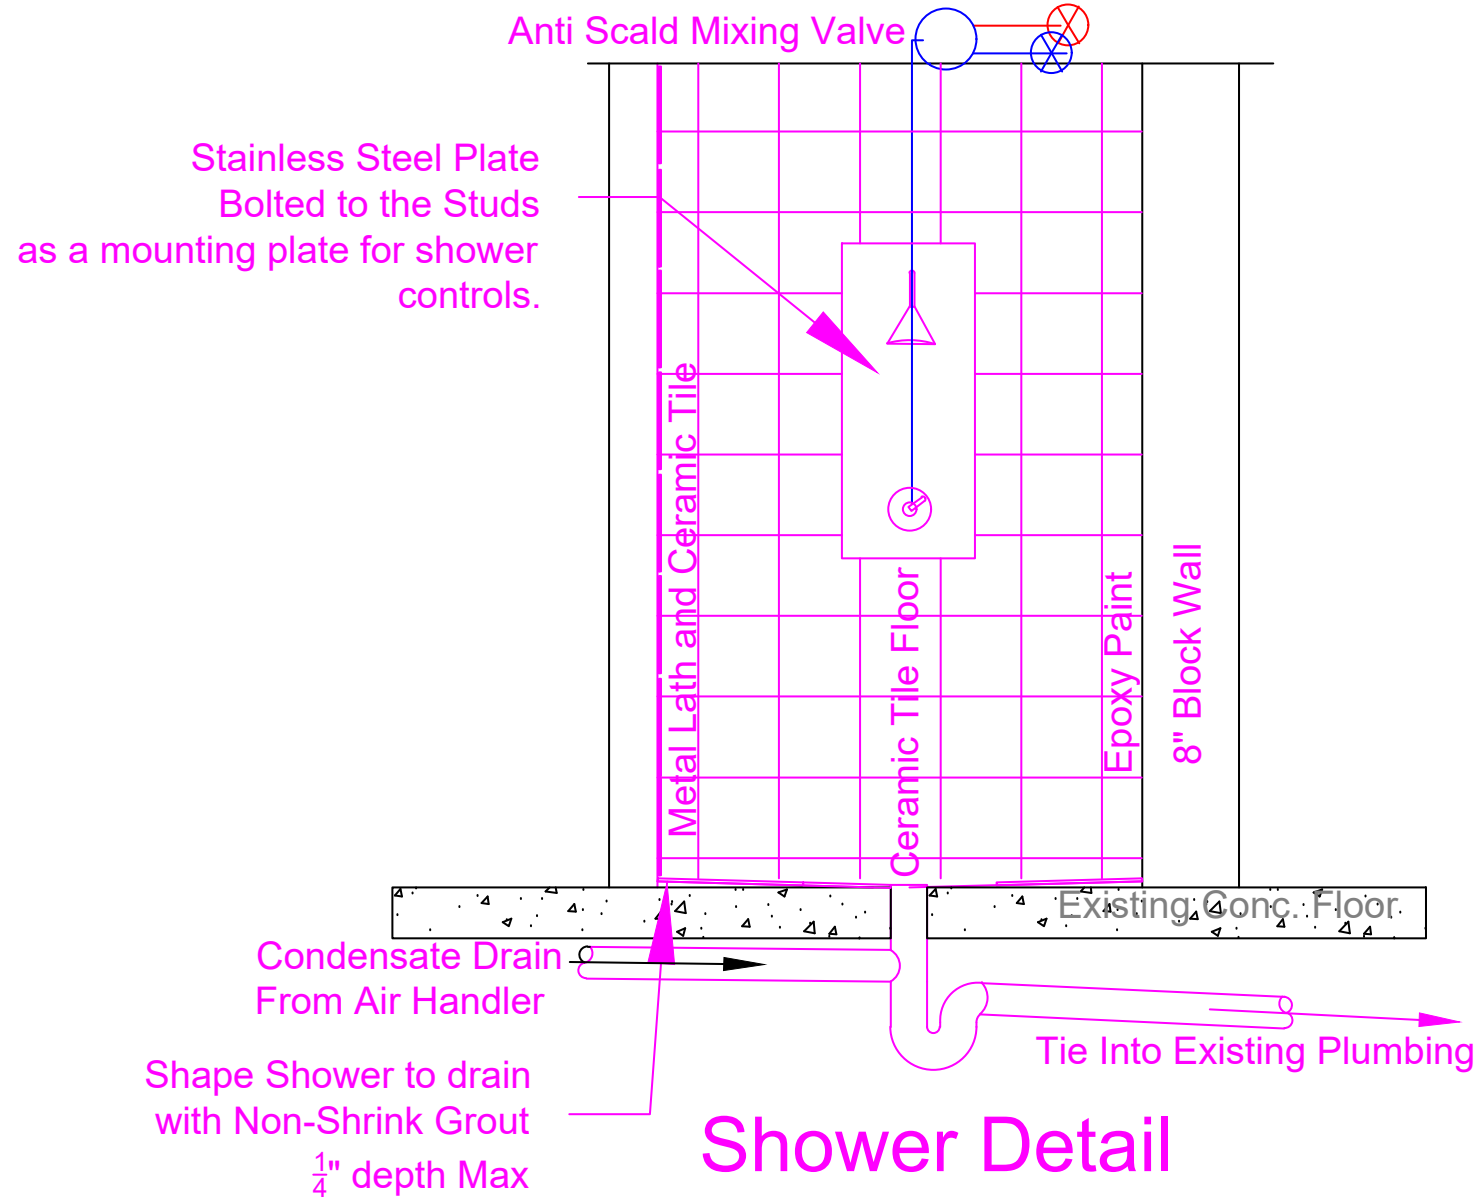 Anti Scald Mixing Valve
Stainless Steel Plate
Bolted to the Studs
as a mounting plate for shower
controls.
Metal Lath and Ceramic Tile
Ceramic Tile Floor
Epoxy Paint
8" Block Wall
Existing Conc. Floor
Condensate Drain
From Air Handler
Tie Into Existing Plumbing
Shape Shower to drain
with Non-Shrink Grout
1/4" depth Max
Shower Detail